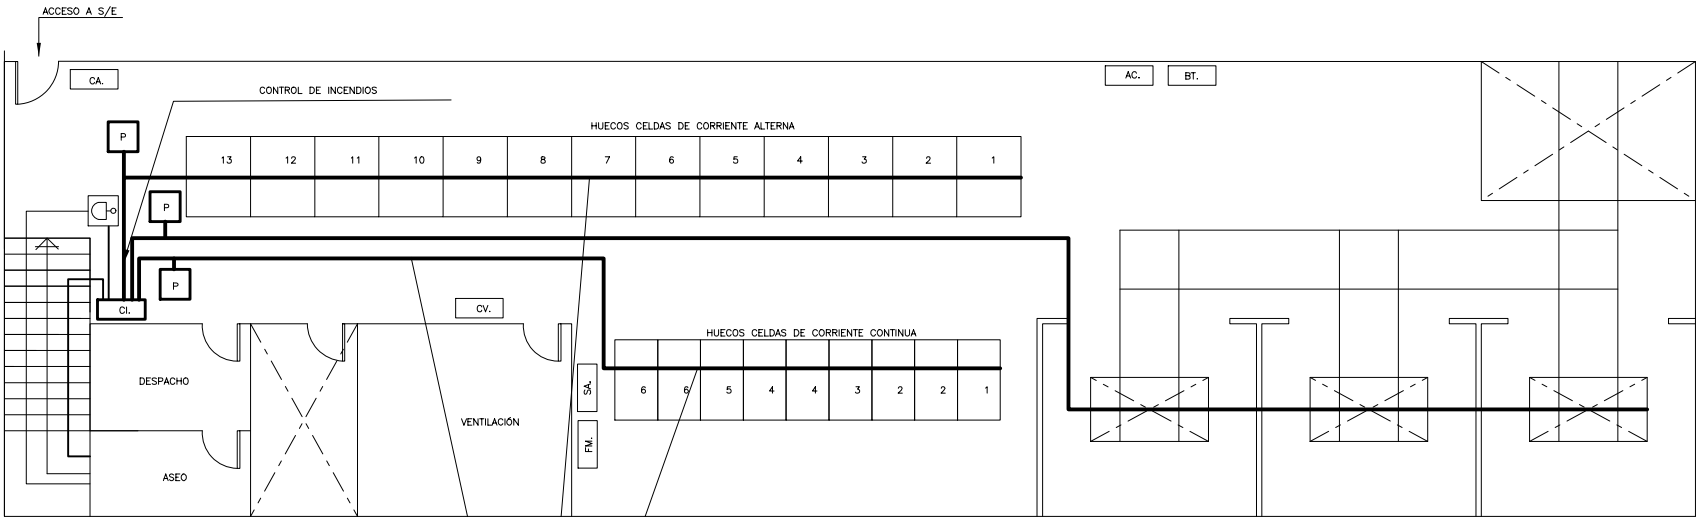 ACCESO A S/E
CA.
AC.
BT.
CONTROL DE INCENDIOS
HUECOS CELDAS DE CORRIENTE ALTERNA
P
13 12 11 10 9 8 7 6 5 4 3 2 1
P
P
CI.
CV.
HUECOS CELDAS DE CORRIENTE CONTINUA
DESPACHO
SA.
6 6 5 4 4 3 2 2 1
VENTILACIÓN
FM.
ASEO